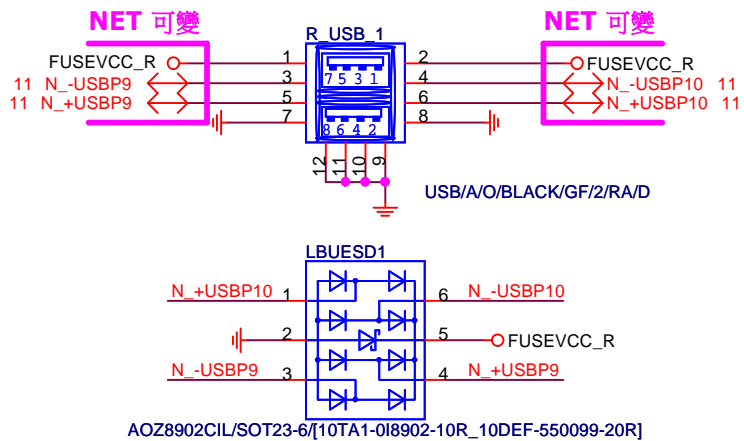 NET 可變
R_USB_1
NET 可變
FUSEVCC_R
1
2
FUSEVCC_R
11 N_-USBP9
3
7 5 3 1
4
N_-USBP10 11
11 N_+USBP9
5
6
N_+USBP10 11
7
8 6 4 2
8
12
11
10
9
USB/A/O/BLACK/GF/2/RA/D
LBUESD1
N_+USBP10
1
6
N_-USBP10
2
5
FUSEVCC_R
N_-USBP9
3
4
N_+USBP9
AOZ8902CIL/SOT23-6/[10TA1-0I8902-10R_10DEF-550099-20R]